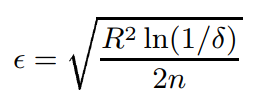 ϵ = √(R² ln(1/δ) / 2n)